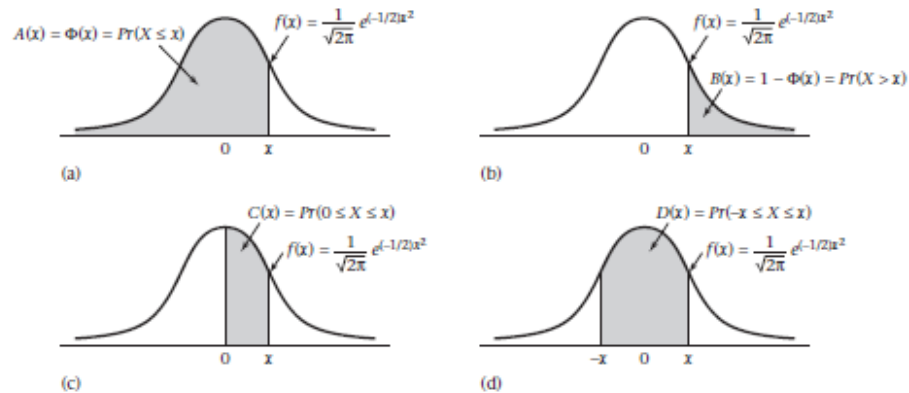 A(x) = Φ(x) = Pr(X ≤ x)
f(x) = 1/√2π e^(–1/2)x²
0 x
(a)
f(x) = 1/√2π e^(–1/2)x²
B(x) = 1 – Φ(x) = Pr(X > x)
0 x
(b)
C(x) = Pr(0 ≤ X ≤ x)
f(x) = 1/√2π e^(–1/2)x²
0 x
(c)
D(x) = Pr(–x ≤ X ≤ x)
f(x) = 1/√2π e^(–1/2)x²
–x 0 x
(d)